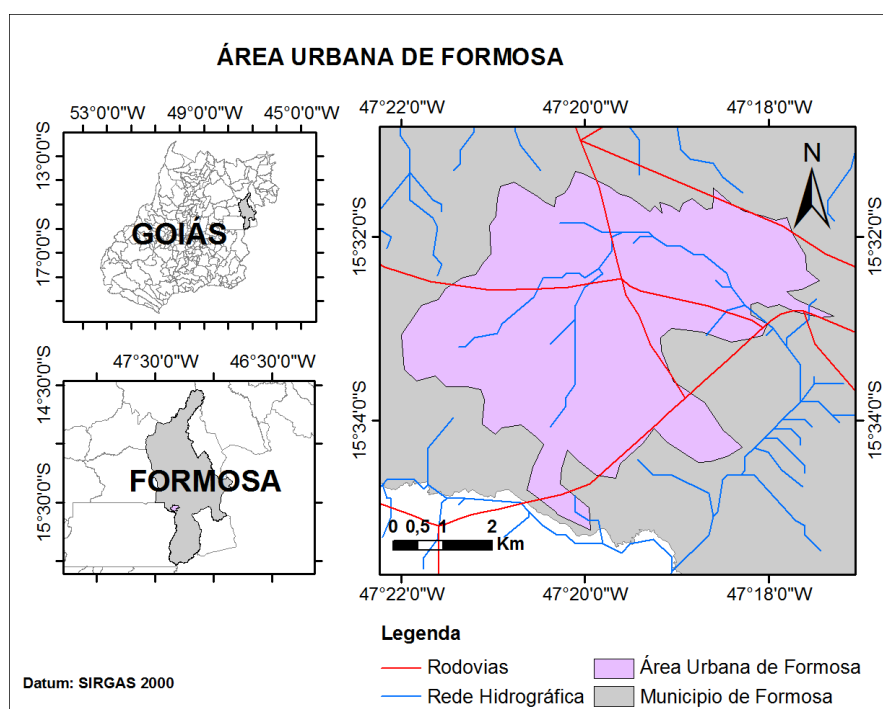 ÁREA URBANA DE FORMOSA
53°0'0"W 49°0'0"W 45°0'0"W
13°0'0"S
17°0'0"S
GOIÁS
47°30'0"W 46°30'0"W
14°30'0"S
15°30'0"S
FORMOSA
47°22'0"W 47°20'0"W 47°18'0"W
N
15°32'0"S 15°32'0"S
15°34'0"S 15°34'0"S
0 0,5 1 2
Km
47°22'0"W 47°20'0"W 47°18'0"W
Legenda
Rodovias Área Urbana de Formosa
Rede Hidrográfica Municipio de Formosa
Datum: SIRGAS 2000